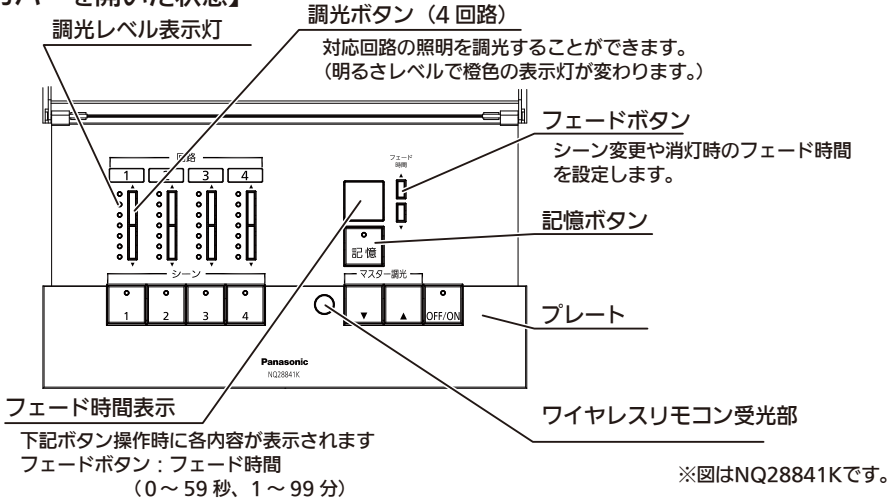 カバーを開いた状態】
調光レベル表示灯
調光ボタン（4 回路）
対応回路の照明を調光することができます。
（明るさレベルで橙色の表示灯が変わります。）
フェードボタン
シーン変更や消灯時のフェード時間
を設定します。
記憶ボタン
プレート
ワイヤレスリモコン受光部
回路
1 2 3 4
フェード
時間
▲
▼
記憶
シーン
1 2 3 4
マスター調光
▼ ▲ OFF/ON
Panasonic
NQ28841K
フェード時間表示
下記ボタン操作時に各内容が表示されます
フェードボタン：フェード時間
（0～ 59 秒、1～ 99 分）
※図はNQ28841Kです。